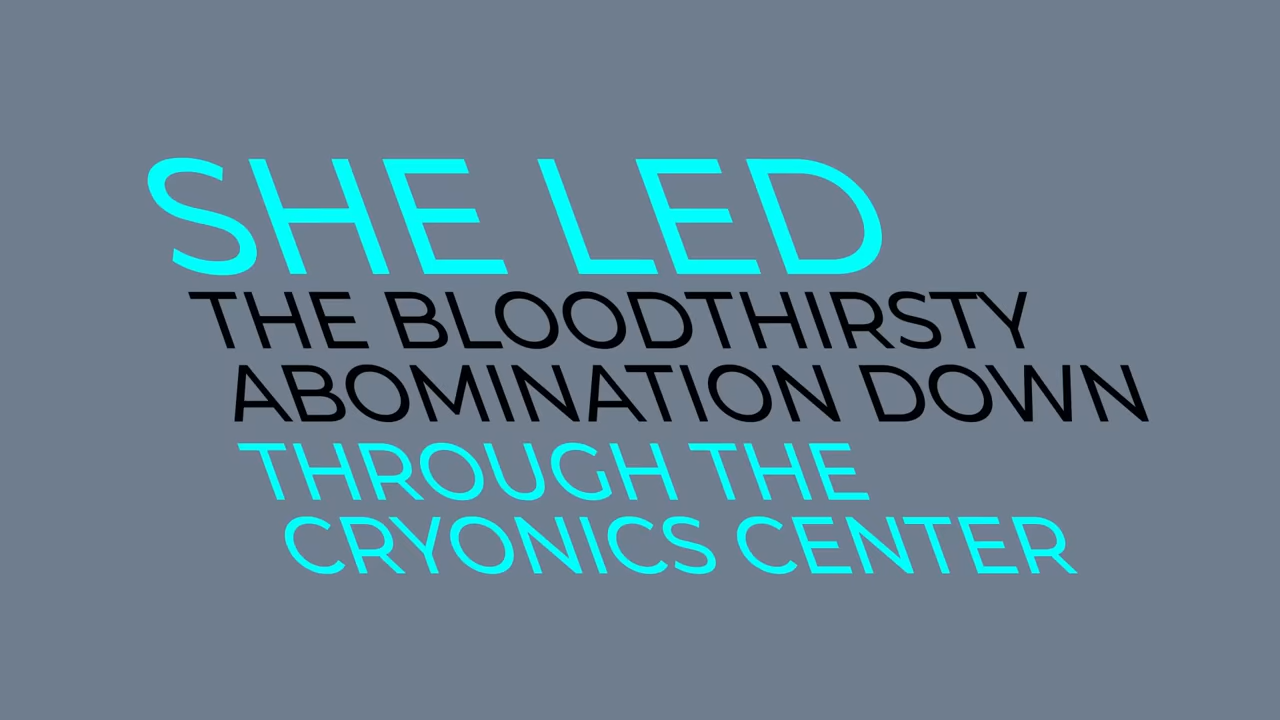 SHE LED
THE BLOODTHIRSTY
ABOMINATION DOWN
THROUGH THE
CRYONICS CENTER